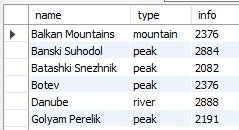 name type info
Balkan Mountains mountain 2376
Banski Suhodol peak 2884
Batashki Snezhnik peak 2082
Botev peak 2376
Danube river 2888
Golyam Perelik peak 2191